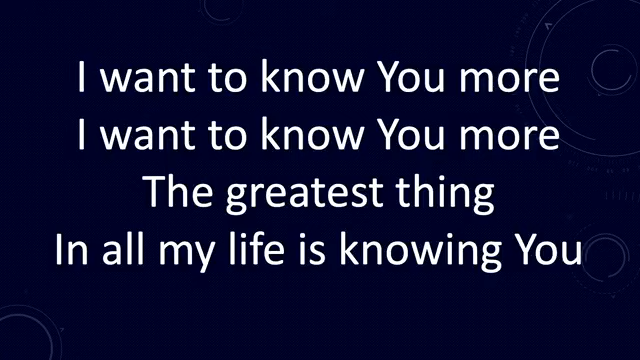 I want to know You more
I want to know You more
The greatest thing
In all my life is knowing You